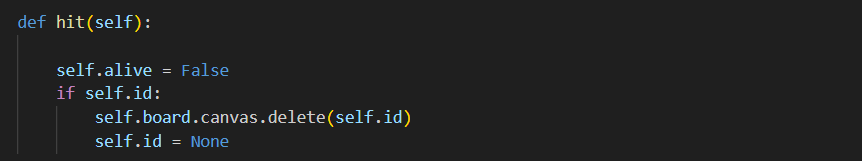 def hit(self):
    self.alive = False
    if self.id:
        self.board.canvas.delete(self.id)
        self.id = None